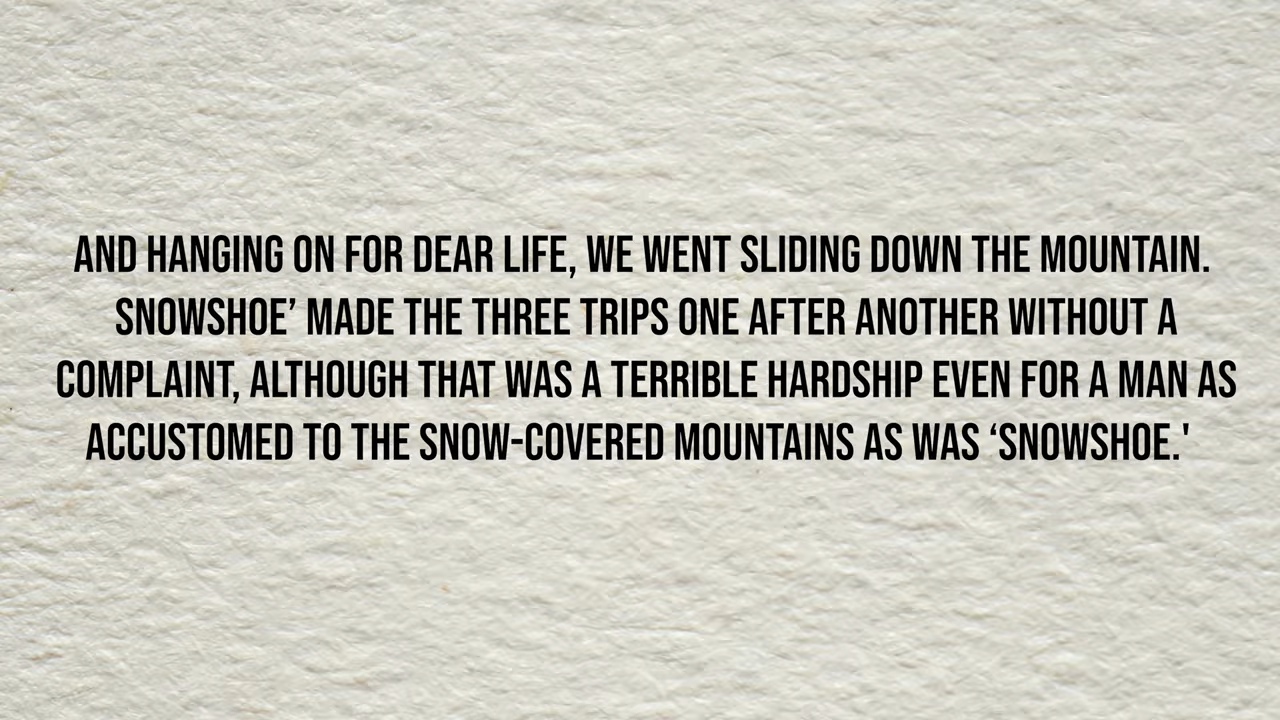 AND HANGING ON FOR DEAR LIFE, WE WENT SLIDING DOWN THE MOUNTAIN.
SNOWSHOE’ MADE THE THREE TRIPS ONE AFTER ANOTHER WITHOUT A
COMPLAINT, ALTHOUGH THAT WAS A TERRIBLE HARDSHIP EVEN FOR A MAN AS
ACCUSTOMED TO THE SNOW-COVERED MOUNTAINS AS WAS ‘SNOWSHOE.'